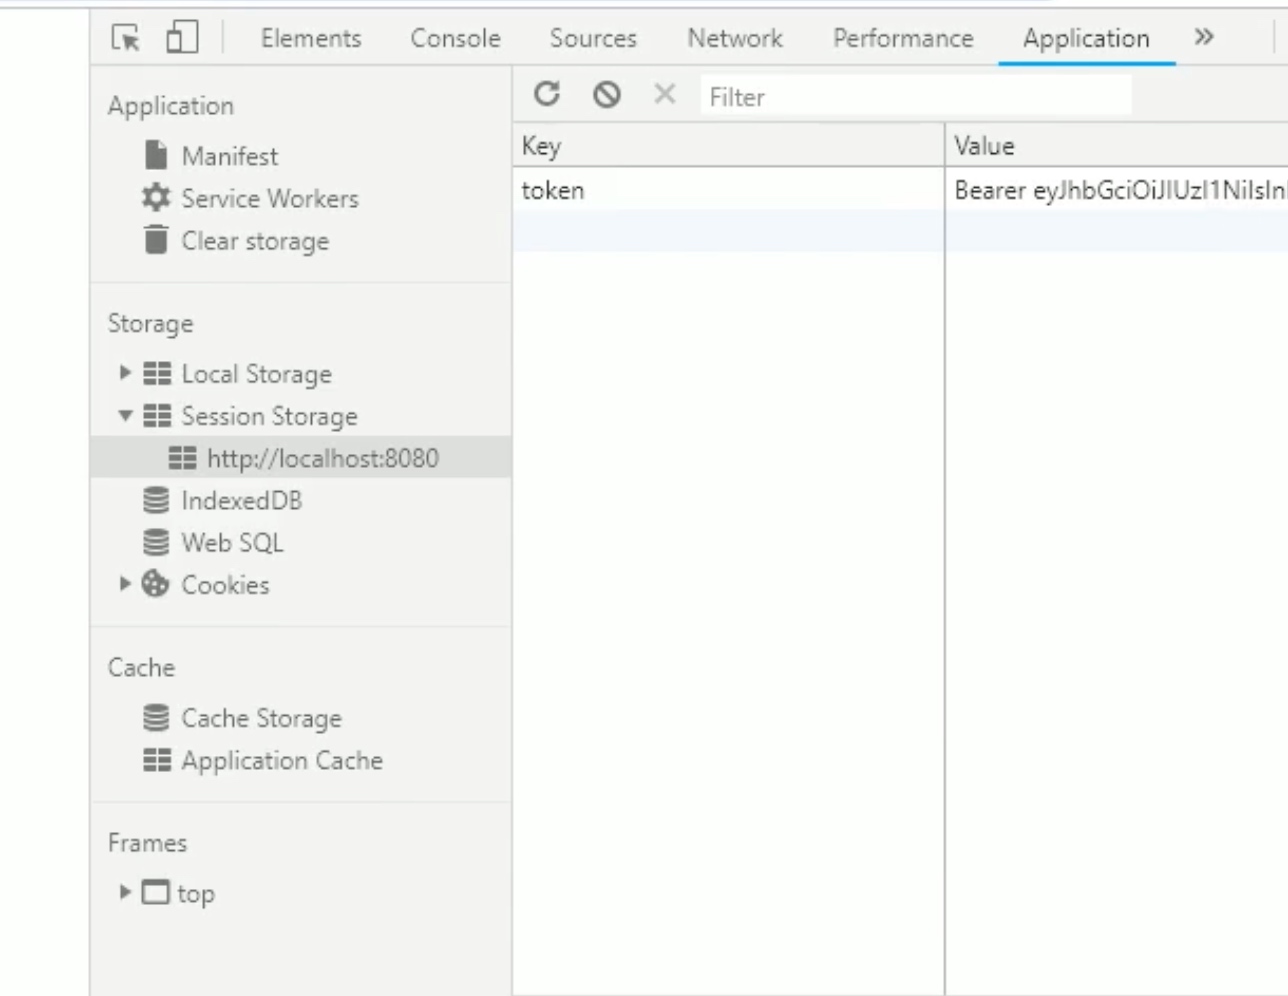 Elements Console Sources Network Performance Application »
Application
Manifest
Service Workers
Clear storage
Storage
Local Storage
Session Storage
http://localhost:8080
IndexedDB
Web SQL
Cookies
Cache
Cache Storage
Application Cache
Frames
top
Filter
Key Value
token Bearer eyJhbGciOiJIUzI1NiIsIn